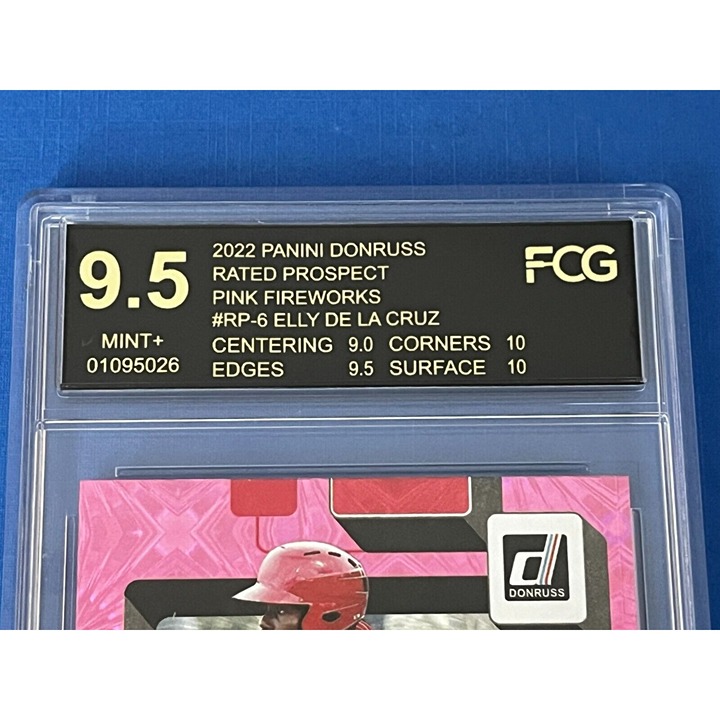 9.5
MINT+
01095026
2022 PANINI DONRUSS
RATED PROSPECT
PINK FIREWORKS
#RP-6 ELLY DE LA CRUZ
CENTERING 9.0 CORNERS 10
EDGES 9.5 SURFACE 10
FCG
d
DONRUSS